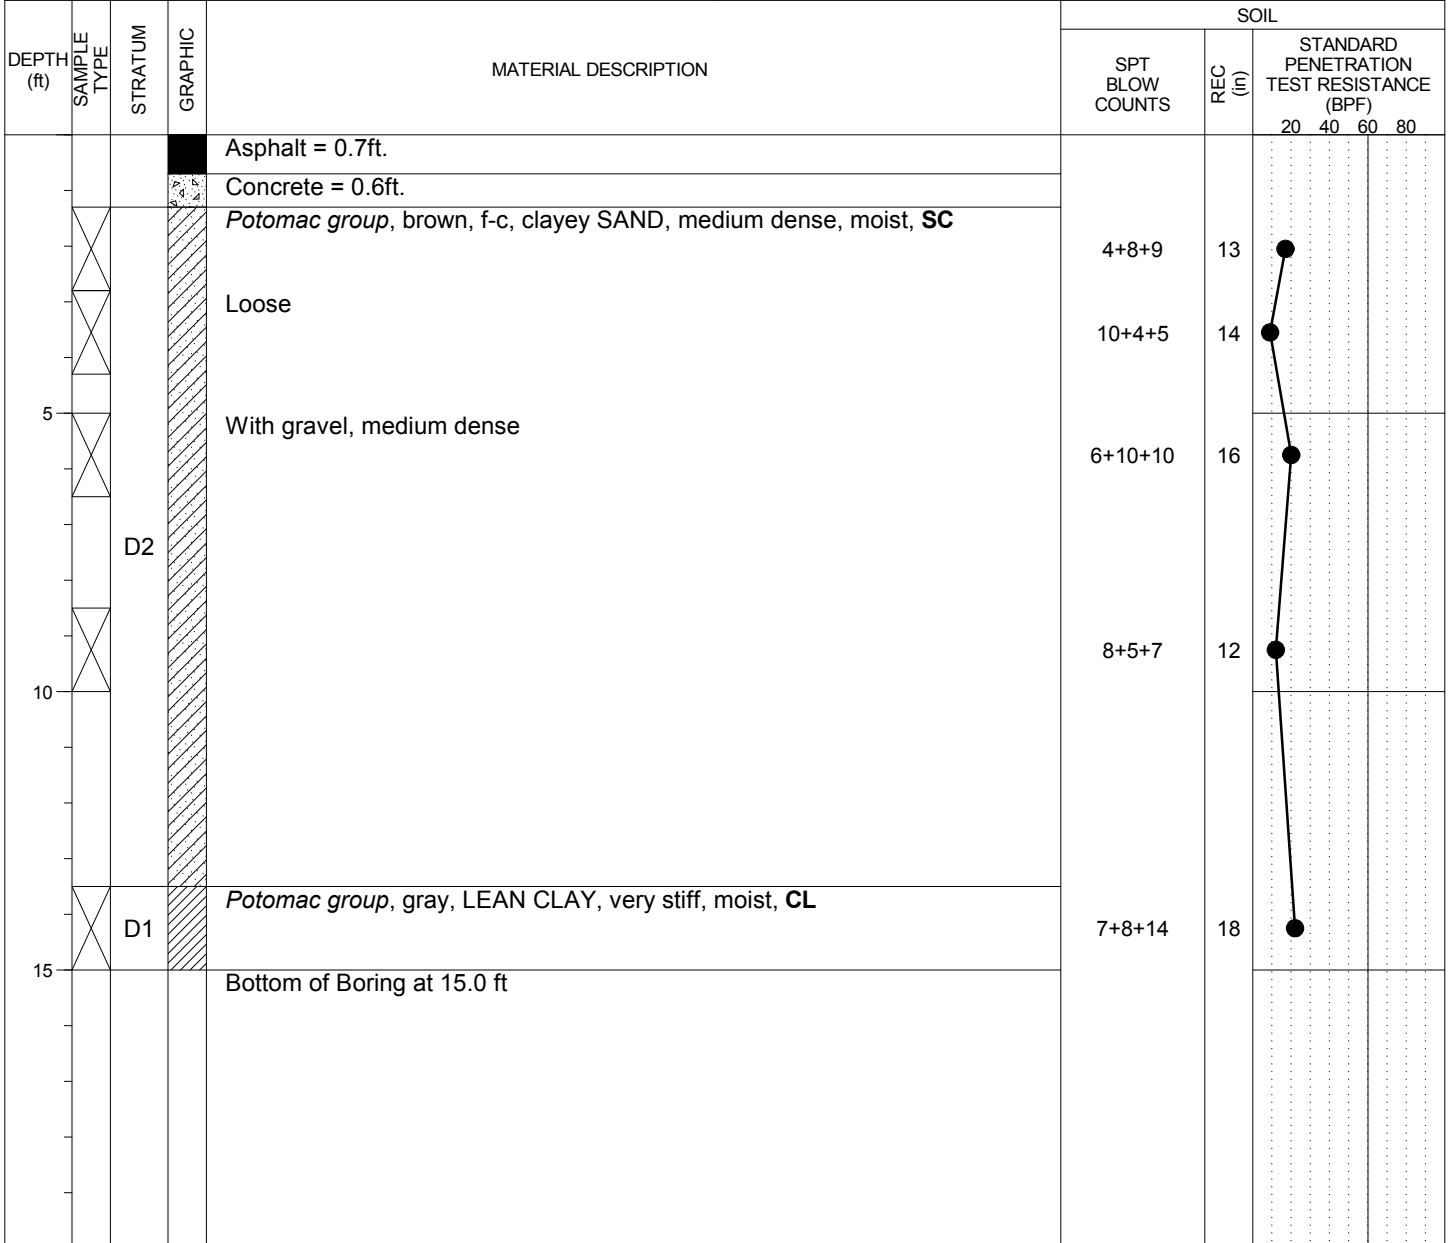 DEPTH
(ft)
SAMPLE
TYPE
STRATUM
GRAPHIC
MATERIAL DESCRIPTION
SOIL
SPT
BLOW
COUNTS
REC
(in)
STANDARD
PENETRATION
TEST RESISTANCE
(BPF)
20 40 60 80
Asphalt = 0.7ft.
Concrete = 0.6ft.
Potomac group, brown, f-c, clayey SAND, medium dense, moist, SC
4+8+9 13
Loose
10+4+5 14
5
With gravel, medium dense
6+10+10 16
D2
8+5+7 12
10
Potomac group, gray, LEAN CLAY, very stiff, moist, CL
D1 7+8+14 18
15
Bottom of Boring at 15.0 ft